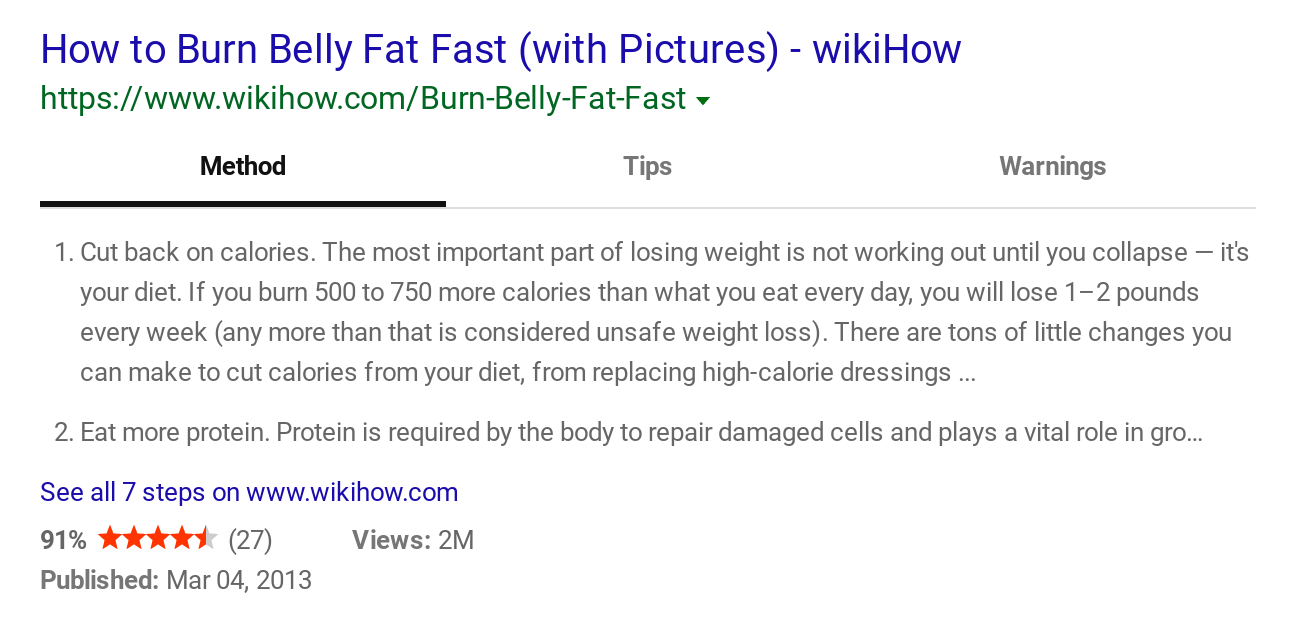 How to Burn Belly Fat Fast (with Pictures) - wikiHow
https://www.wikihow.com/Burn-Belly-Fat-Fast
Method Tips Warnings
1. Cut back on calories. The most important part of losing weight is not working out until you collapse — it's
your diet. If you burn 500 to 750 more calories than what you eat every day, you will lose 1–2 pounds
every week (any more than that is considered unsafe weight loss). There are tons of little changes you
can make to cut calories from your diet, from replacing high-calorie dressings ...
2. Eat more protein. Protein is required by the body to repair damaged cells and plays a vital role in gro...
See all 7 steps on www.wikihow.com
91% (27) Views: 2M
Published: Mar 04, 2013